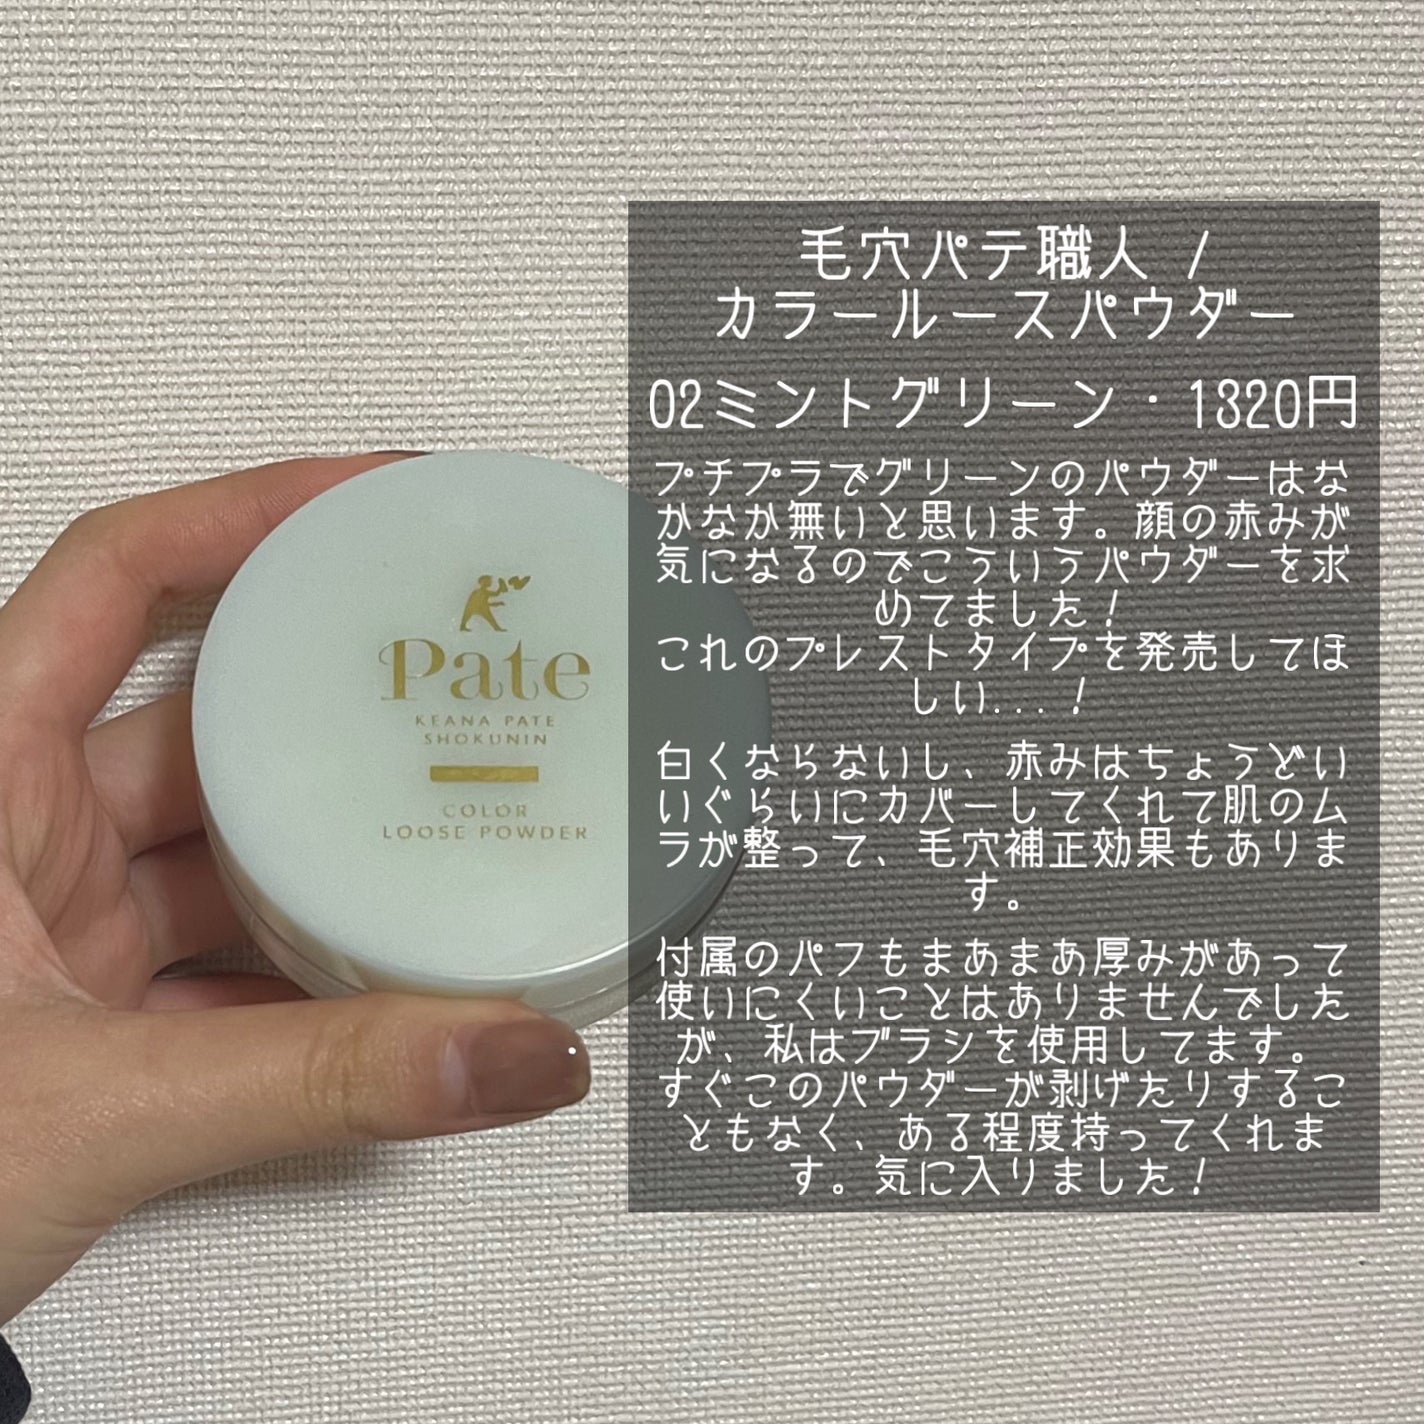 Pate
KEANA PATE
SHOKUNIN
COLOR
LOOSE POWDER
毛穴パテ職人 /
カラールースパウダー
02ミントグリーン・1320円
プチプラでグリーンのパウダーはな
かなか無いと思います。顔の赤みが
気になるのでこういうパウダーを求
めてました！
これのプレストタイプを発売してほ
しい...！
白くならないし、赤みはちょうどい
いぐらいにカバーしてくれて肌のム
ラが整って、毛穴補正効果もありま
す。
付属のパフもまあまあ厚みがあって
使いにくいことはありませんでした
が、私はブラシを使用してます。
すぐこのパウダーが剥げたりするこ
ともなく、ある程度持ってくれま
す。気に入りました！